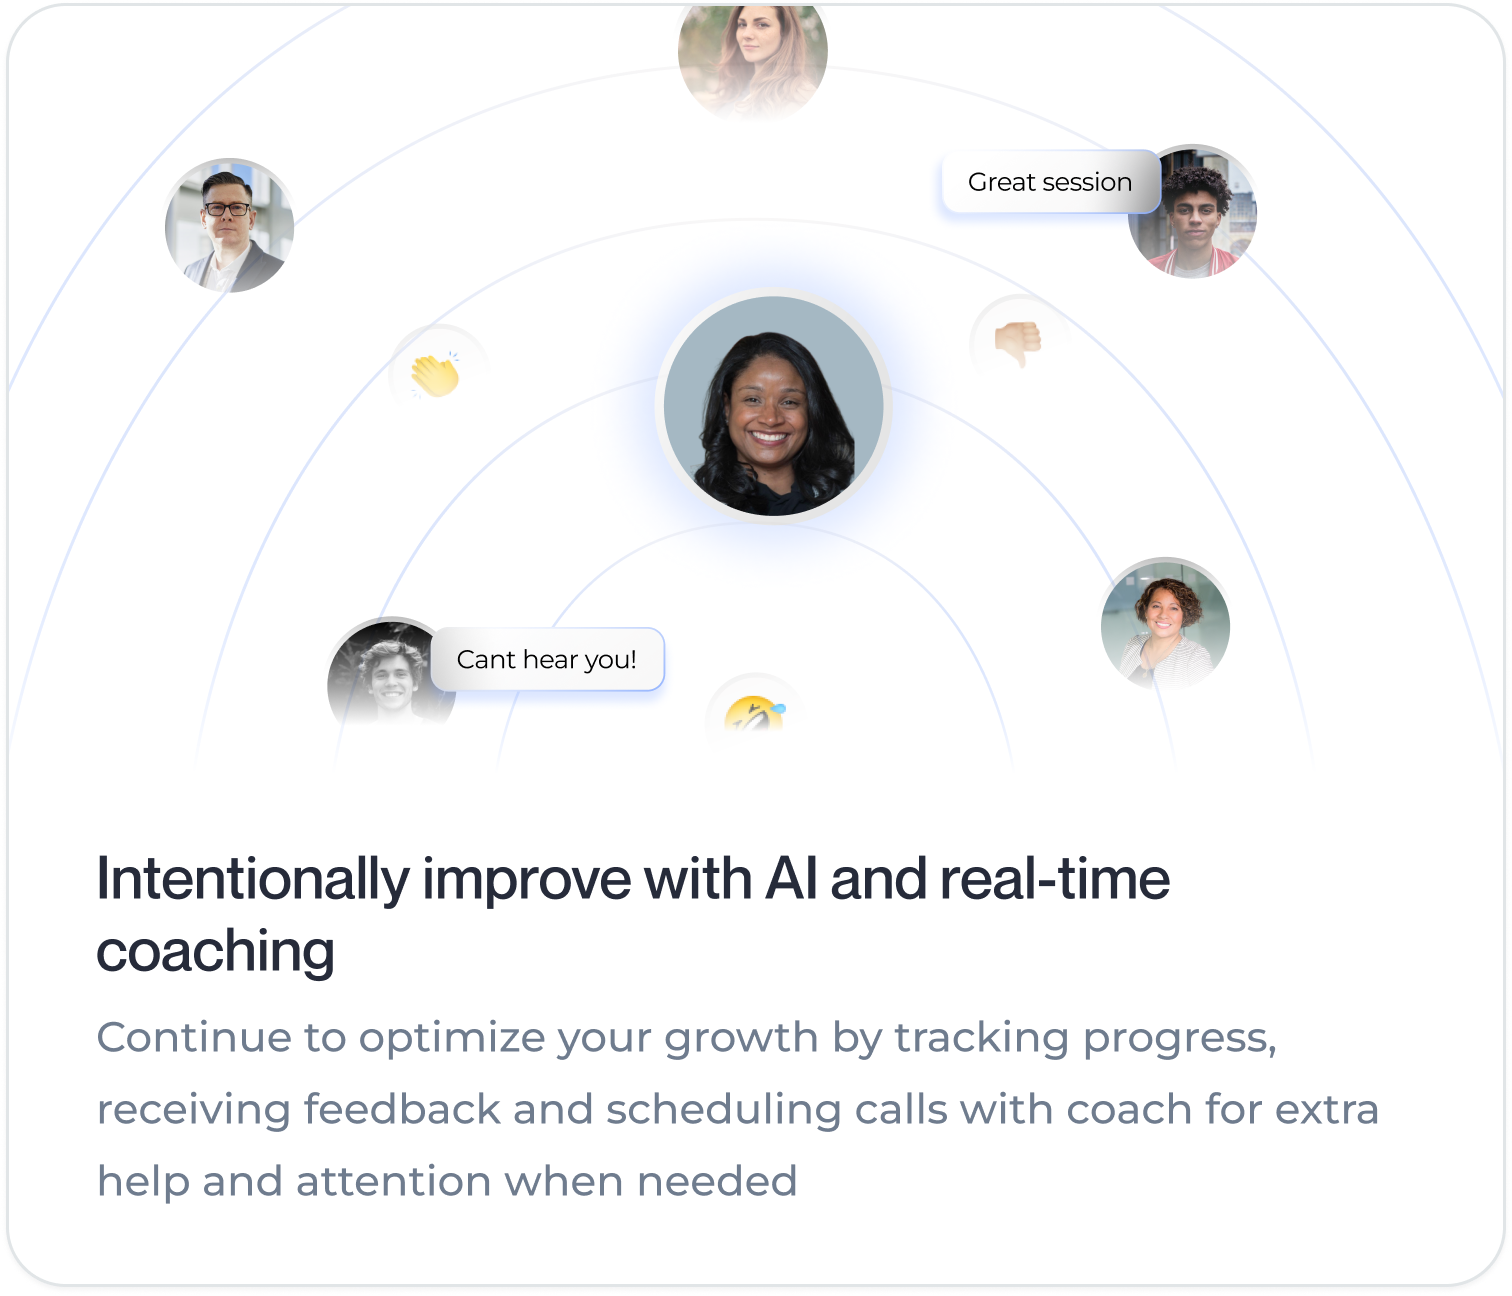 Great session
Cant hear you!
Intentionally improve with AI and real-time
coaching
Continue to optimize your growth by tracking progress,
receiving feedback and scheduling calls with coach for extra
help and attention when needed